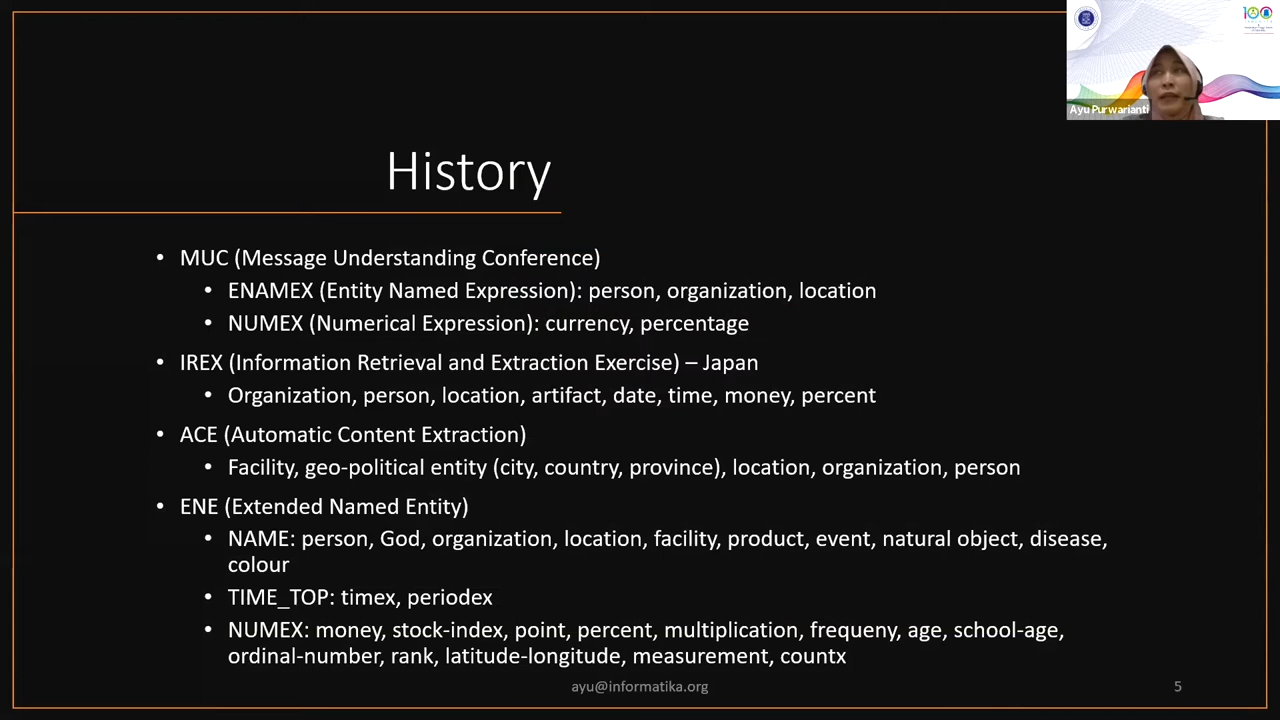 100
Ayu Purwarianti
History
• MUC (Message Understanding Conference)
• ENAMEX (Entity Named Expression): person, organization, location
• NUMEX (Numerical Expression): currency, percentage
• IREX (Information Retrieval and Extraction Exercise) – Japan
• Organization, person, location, artifact, date, time, money, percent
• ACE (Automatic Content Extraction)
• Facility, geo-political entity (city, country, province), location, organization, person
• ENE (Extended Named Entity)
• NAME: person, God, organization, location, facility, product, event, natural object, disease,
colour
• TIME_TOP: timex, periodex
• NUMEX: money, stock-index, point, percent, multiplication, frequeny, age, school-age,
ordinal-number, rank, latitude-longitude, measurement, countx
ayu@informatika.org
5